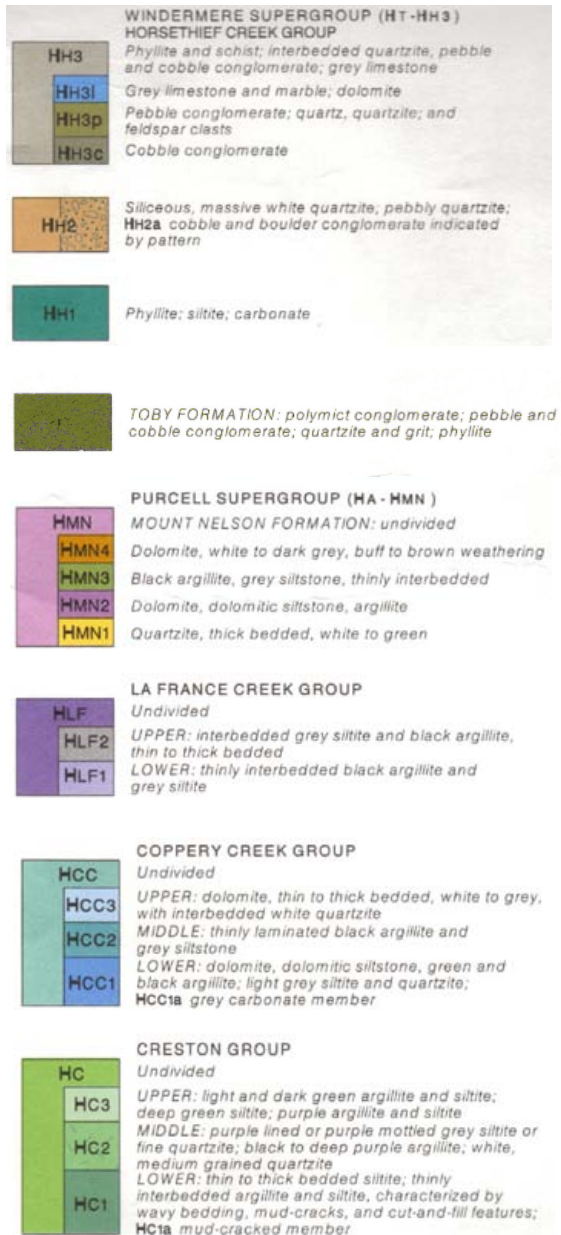 WINDERMERE SUPERGROUP (HT-HH3)
HORSETHIEF CREEK GROUP
HH3
Phyllite and schist; interbedded quartzite, pebble
and cobble conglomerate; grey limestone
HH3l
Grey limestone and marble; dolomite
HH3p
Pebble conglomerate; quartz, quartzite; and
feldspar clasts
HH3c
Cobble conglomerate
HH2
Siliceous, massive white quartzite; pebbly quartzite;
HH2a cobble and boulder conglomerate indicated
by pattern
HH1
Phyllite; siltite; carbonate
TOBY FORMATION: polymict conglomerate; pebble and
cobble conglomerate; quartzite and grit; phyllite
PURCELL SUPERGROUP (HA-HMN)
HMN
MOUNT NELSON FORMATION: undivided
HMN4
Dolomite, white to dark grey, buff to brown weathering
HMN3
Black argillite, grey siltstone, thinly interbedded
HMN2
Dolomite, dolomitic siltstone, argillite
HMN1
Quartzite, thick bedded, white to green
LA FRANCE CREEK GROUP
HLF
Undivided
HLF2
UPPER: interbedded grey siltite and black argillite,
thin to thick bedded
HLF1
LOWER: thinly interbedded black argillite and
grey siltite
COPPERY CREEK GROUP
HCC
Undivided
HCC3
UPPER: dolomite, thin to thick bedded, white to grey,
with interbedded white quartzite
HCC2
MIDDLE: thinly laminated black argillite and
grey siltstone
HCC1
LOWER: dolomite, dolomitic siltstone, green and
black argillite; light grey siltite and quartzite;
HCC1a grey carbonate member
CRESTON GROUP
HC
Undivided
HC3
UPPER: light and dark green argillite and siltite;
deep green siltite; purple argillite and siltite
HC2
MIDDLE: purple lined or purple mottled grey siltite or
fine quartzite; black to deep purple argillite; white,
medium grained quartzite
HC1
LOWER: thin to thick bedded siltite; thinly
interbedded argillite and siltite, characterized by
wavy bedding, mud-cracks, and cut-and-fill features;
HC1a mud-cracked member